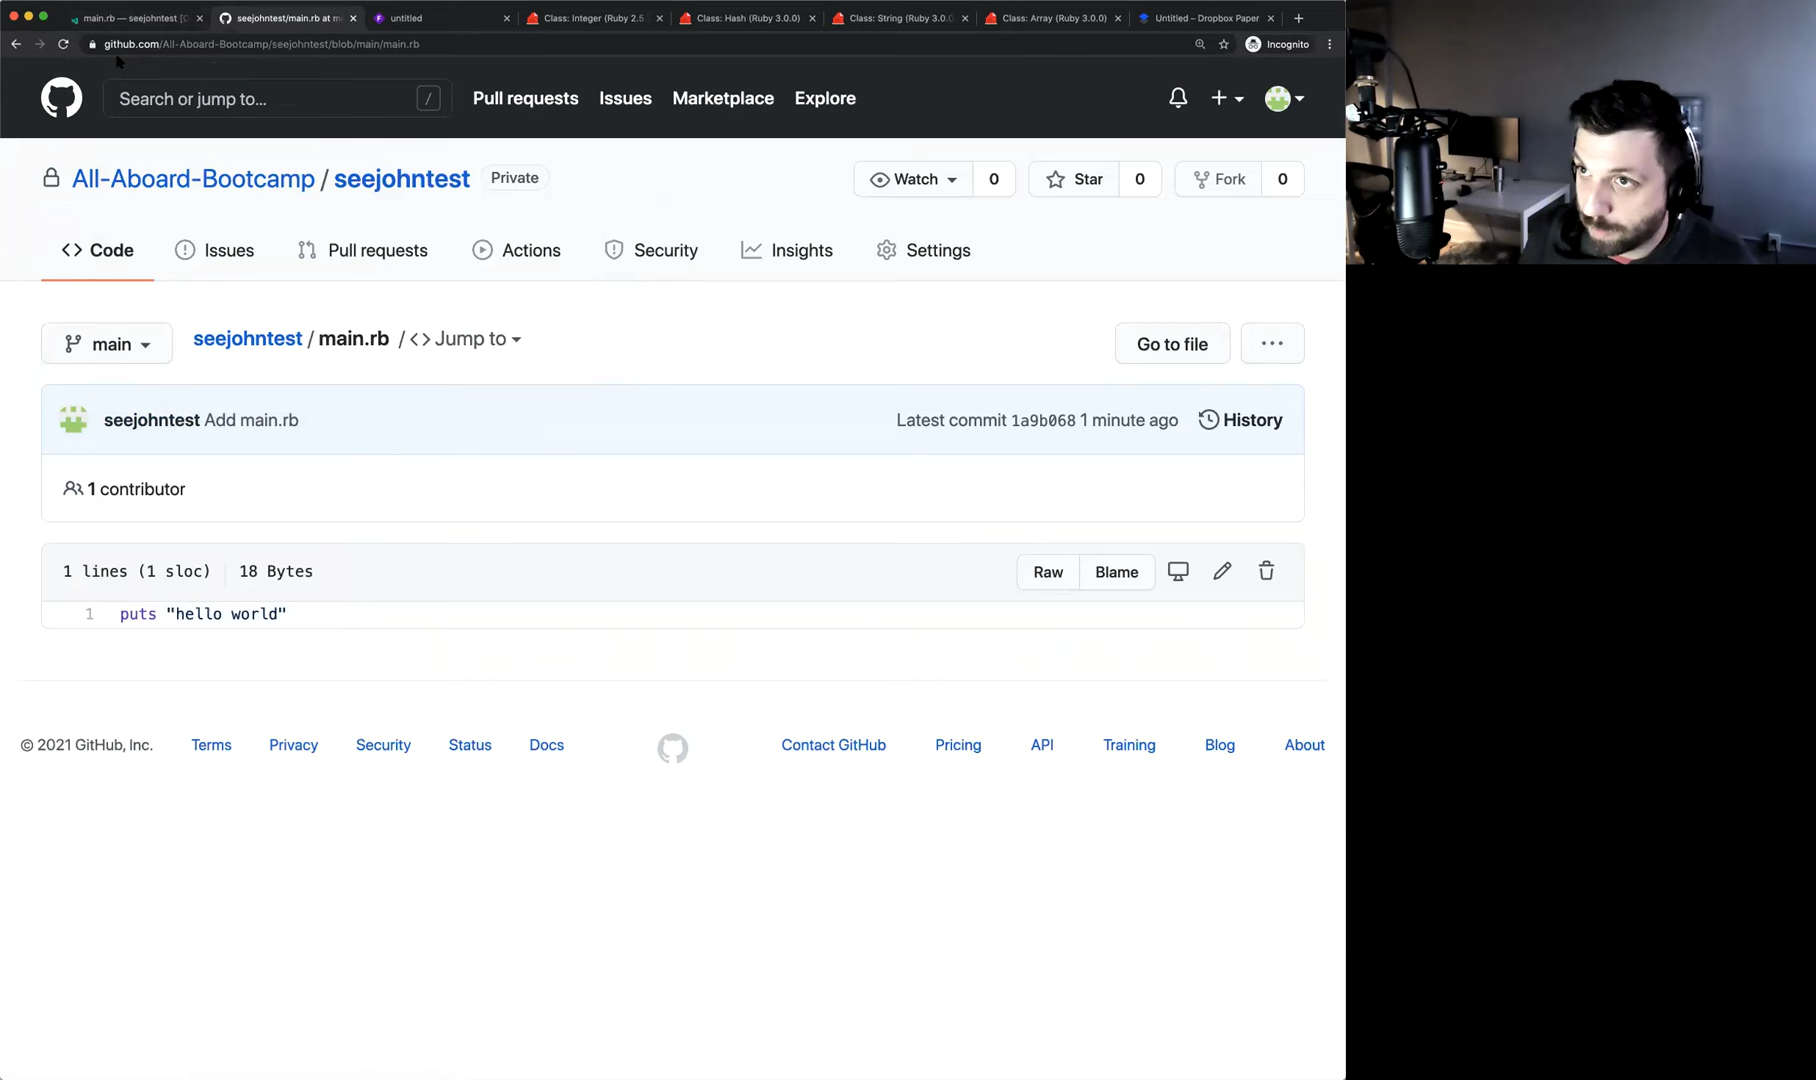 main.rb — seejohntest [C
seejohntest/main.rb at m
untitled
Class: Integer (Ruby 2.5.
Class: Hash (Ruby 3.0.0)
Class: String (Ruby 3.0.0
Class: Array (Ruby 3.0.0)
Untitled – Dropbox Paper
github.com/All-Aboard-Bootcamp/seejohntest/blob/main/main.rb
Incognito
Search or jump to... /
Pull requests Issues Marketplace Explore
All-Aboard-Bootcamp / seejohntest Private
Watch 0 Star 0 Fork 0
Code Issues Pull requests Actions Security Insights Settings
main seejohntest / main.rb / <> Jump to Go to file ...
seejohntest Add main.rb Latest commit 1a9b068 1 minute ago History
1 contributor
1 lines (1 sloc) 18 Bytes Raw Blame
1 puts "hello world"
© 2021 GitHub, Inc. Terms Privacy Security Status Docs Contact GitHub Pricing API Training Blog About